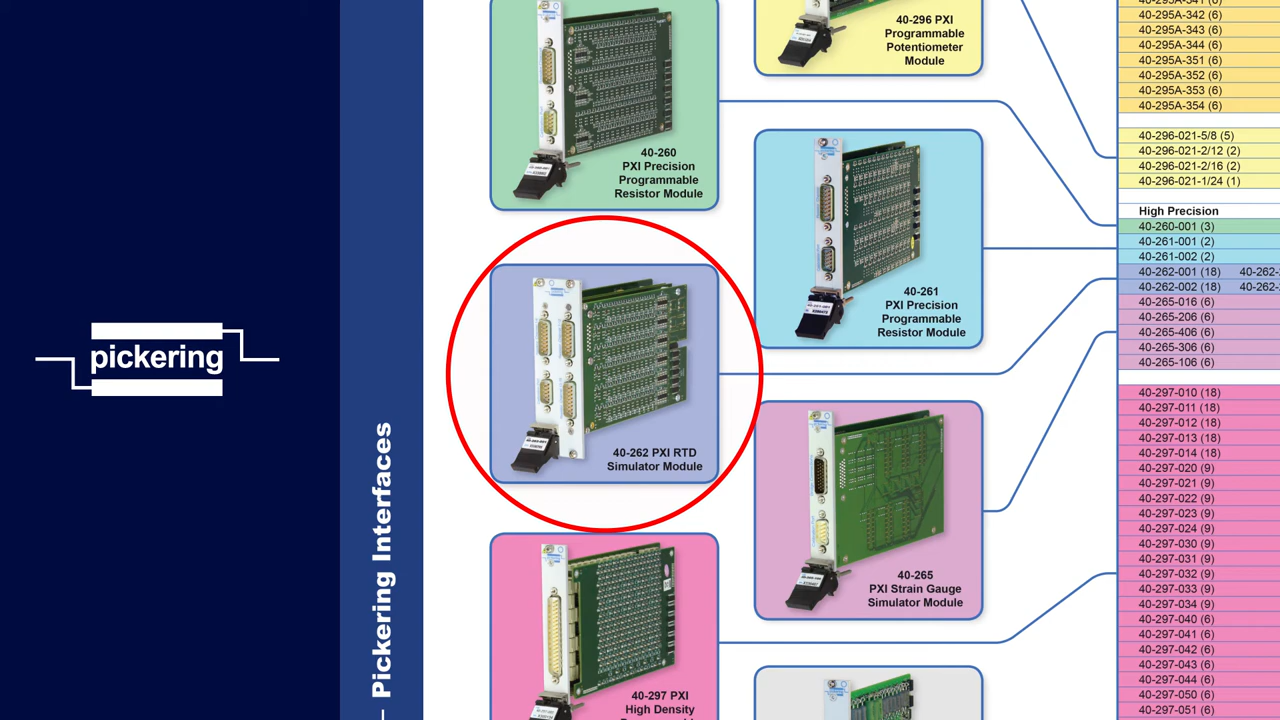 pickering
– Pickering Interfaces
40-296 PXI
Programmable
Potentiometer
Module
40-260
PXI Precision
Programmable
Resistor Module
40-261
PXI Precision
Programmable
Resistor Module
40-262 PXI RTD
Simulator Module
40-265
PXI Strain Gauge
Simulator Module
40-297 PXI
High Density
40-295A-341 (6)
40-295A-342 (6)
40-295A-343 (6)
40-295A-344 (6)
40-295A-351 (6)
40-295A-352 (6)
40-295A-353 (6)
40-295A-354 (6)
40-296-021-5/8 (5)
40-296-021-2/12 (2)
40-296-021-2/16 (2)
40-296-021-1/24 (1)
High Precision
40-260-001 (3)
40-261-001 (2)
40-261-002 (2)
40-262-001 (18) 40-262-
40-262-002 (18) 40-262-
40-265-016 (6)
40-265-206 (6)
40-265-406 (6)
40-265-306 (6)
40-265-106 (6)
40-297-010 (18)
40-297-011 (18)
40-297-012 (18)
40-297-013 (18)
40-297-014 (18)
40-297-020 (9)
40-297-021 (9)
40-297-022 (9)
40-297-023 (9)
40-297-024 (9)
40-297-030 (9)
40-297-031 (9)
40-297-032 (9)
40-297-033 (9)
40-297-034 (9)
40-297-040 (6)
40-297-041 (6)
40-297-042 (6)
40-297-043 (6)
40-297-044 (6)
40-297-050 (6)
40-297-051 (6)